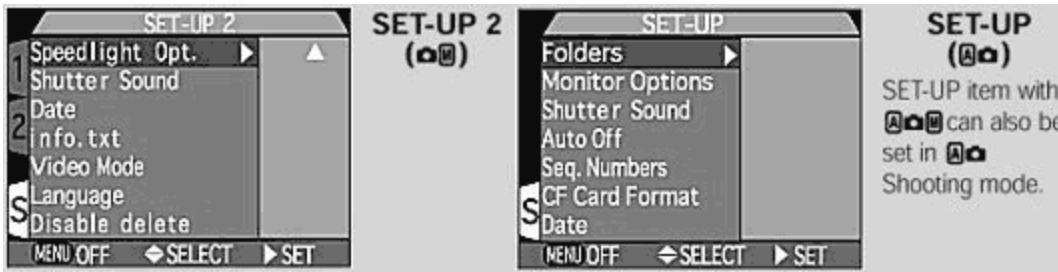 SET-UP 2
Speedlight Opt.
Shutter Sound
Date
info.txt
Video Mode
Language
Disable delete
1
2
S
MENU OFF SELECT SET
SET-UP 2
(M)
SET-UP
Folders
Monitor Options
Shutter Sound
Auto Off
Seq. Numbers
CF Card Format
Date
S
MENU OFF SELECT SET
SET-UP
(A)
SET-UP item with
A M can also be
set in A
Shooting mode.